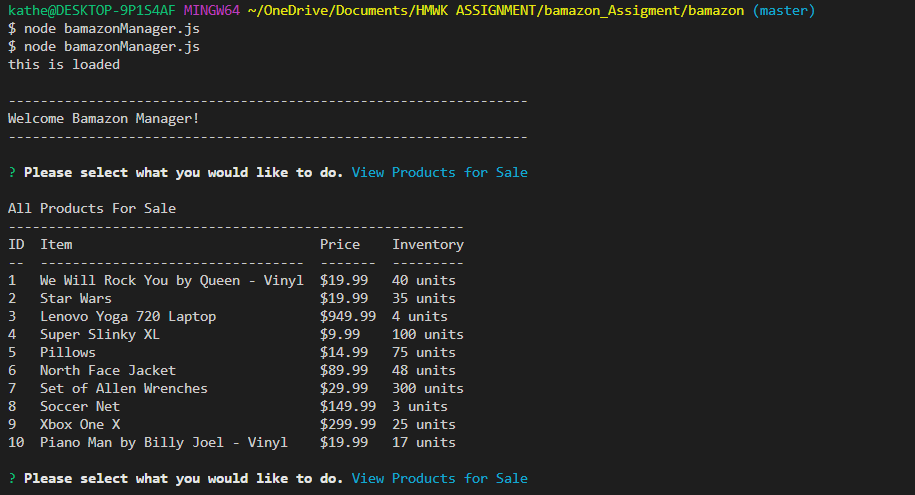 kathe@DESKTOP-9P1S4AF MINGW64 ~/OneDrive/Documents/HMWK ASSIGNMENT/bamazon_Assigment/bamazon (master)
$ node bamazonManager.js
$ node bamazonManager.js
this is loaded
-----------------------------------------------------------------
Welcome Bamazon Manager!
-----------------------------------------------------------------
? Please select what you would like to do. View Products for Sale
All Products For Sale
---------------------------------------------------------
ID  Item                               Price    Inventory
--  ---------------------------------  -------  ---------
1   We Will Rock You by Queen - Vinyl  $19.99   40 units
2   Star Wars                          $19.99   35 units
3   Lenovo Yoga 720 Laptop             $949.99  4 units
4   Super Slinky XL                    $9.99    100 units
5   Pillows                            $14.99   75 units
6   North Face Jacket                  $89.99   48 units
7   Set of Allen Wrenches              $29.99   300 units
8   Soccer Net                         $149.99  3 units
9   Xbox One X                         $299.99  25 units
10  Piano Man by Billy Joel - Vinyl    $19.99   17 units
? Please select what you would like to do. View Products for Sale